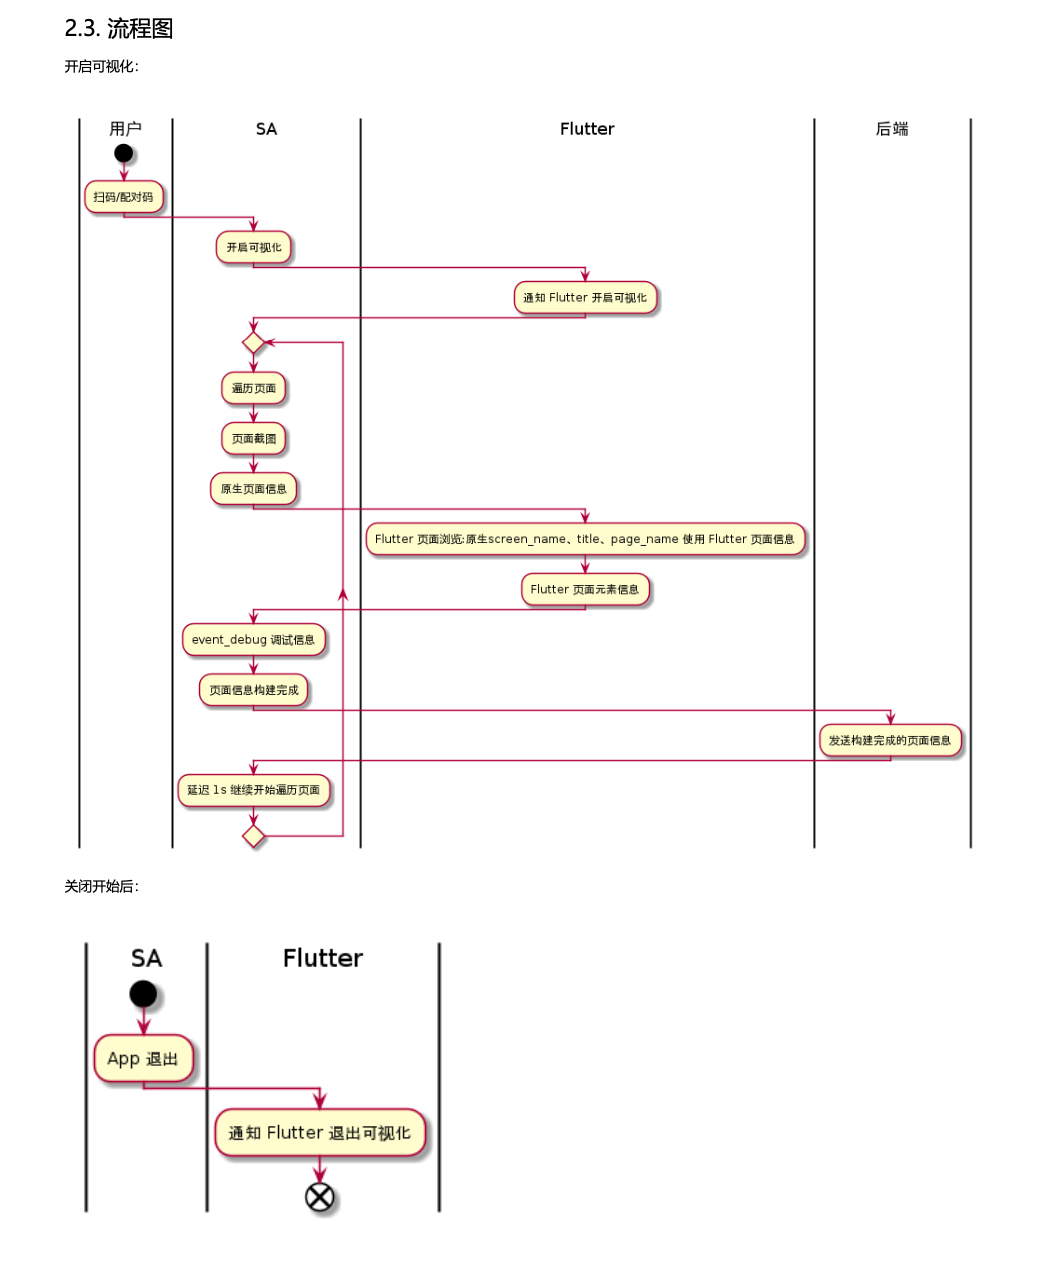 2.3. 流程图
开启可视化：
用户 SA Flutter 后端
扫码/配对码
开启可视化
通知 Flutter 开启可视化
遍历页面
页面截图
原生页面信息
Flutter 页面浏览:原生screen_name、title、page_name 使用 Flutter 页面信息
Flutter 页面元素信息
event_debug 调试信息
页面信息构建完成
发送构建完成的页面信息
延迟 1s 继续开始遍历页面
关闭开始后：
SA Flutter
App 退出
通知 Flutter 退出可视化